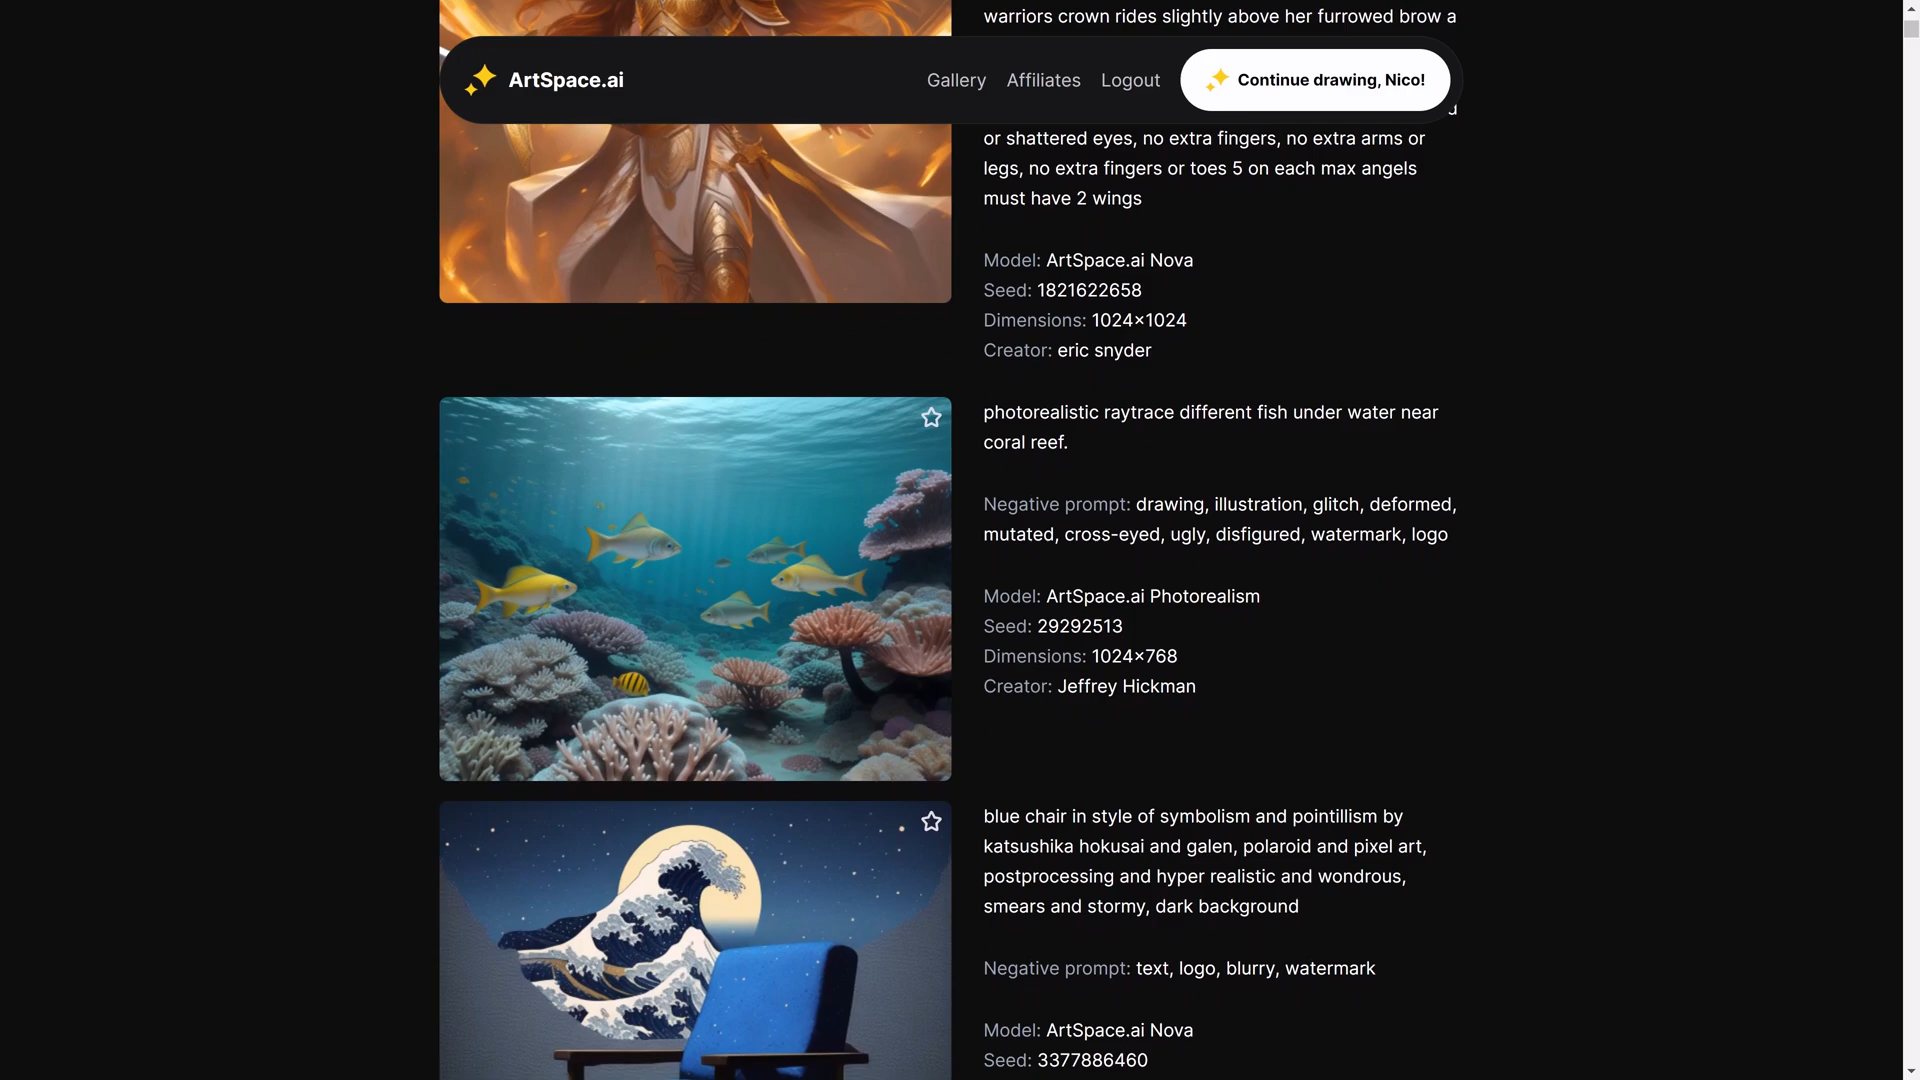 warriors crown rides slightly above her furrowed brow a
ArtSpace.ai
Gallery
Affiliates
Logout
Continue drawing, Nico!
or shattered eyes, no extra fingers, no extra arms or
legs, no extra fingers or toes 5 on each max angels
must have 2 wings
Model: ArtSpace.ai Nova
Seed: 1821622658
Dimensions: 1024×1024
Creator: eric snyder
photorealistic raytrace different fish under water near
coral reef.
Negative prompt: drawing, illustration, glitch, deformed,
mutated, cross-eyed, ugly, disfigured, watermark, logo
Model: ArtSpace.ai Photorealism
Seed: 29292513
Dimensions: 1024×768
Creator: Jeffrey Hickman
blue chair in style of symbolism and pointillism by
katsushika hokusai and galen, polaroid and pixel art,
postprocessing and hyper realistic and wondrous,
smears and stormy, dark background
Negative prompt: text, logo, blurry, watermark
Model: ArtSpace.ai Nova
Seed: 3377886460